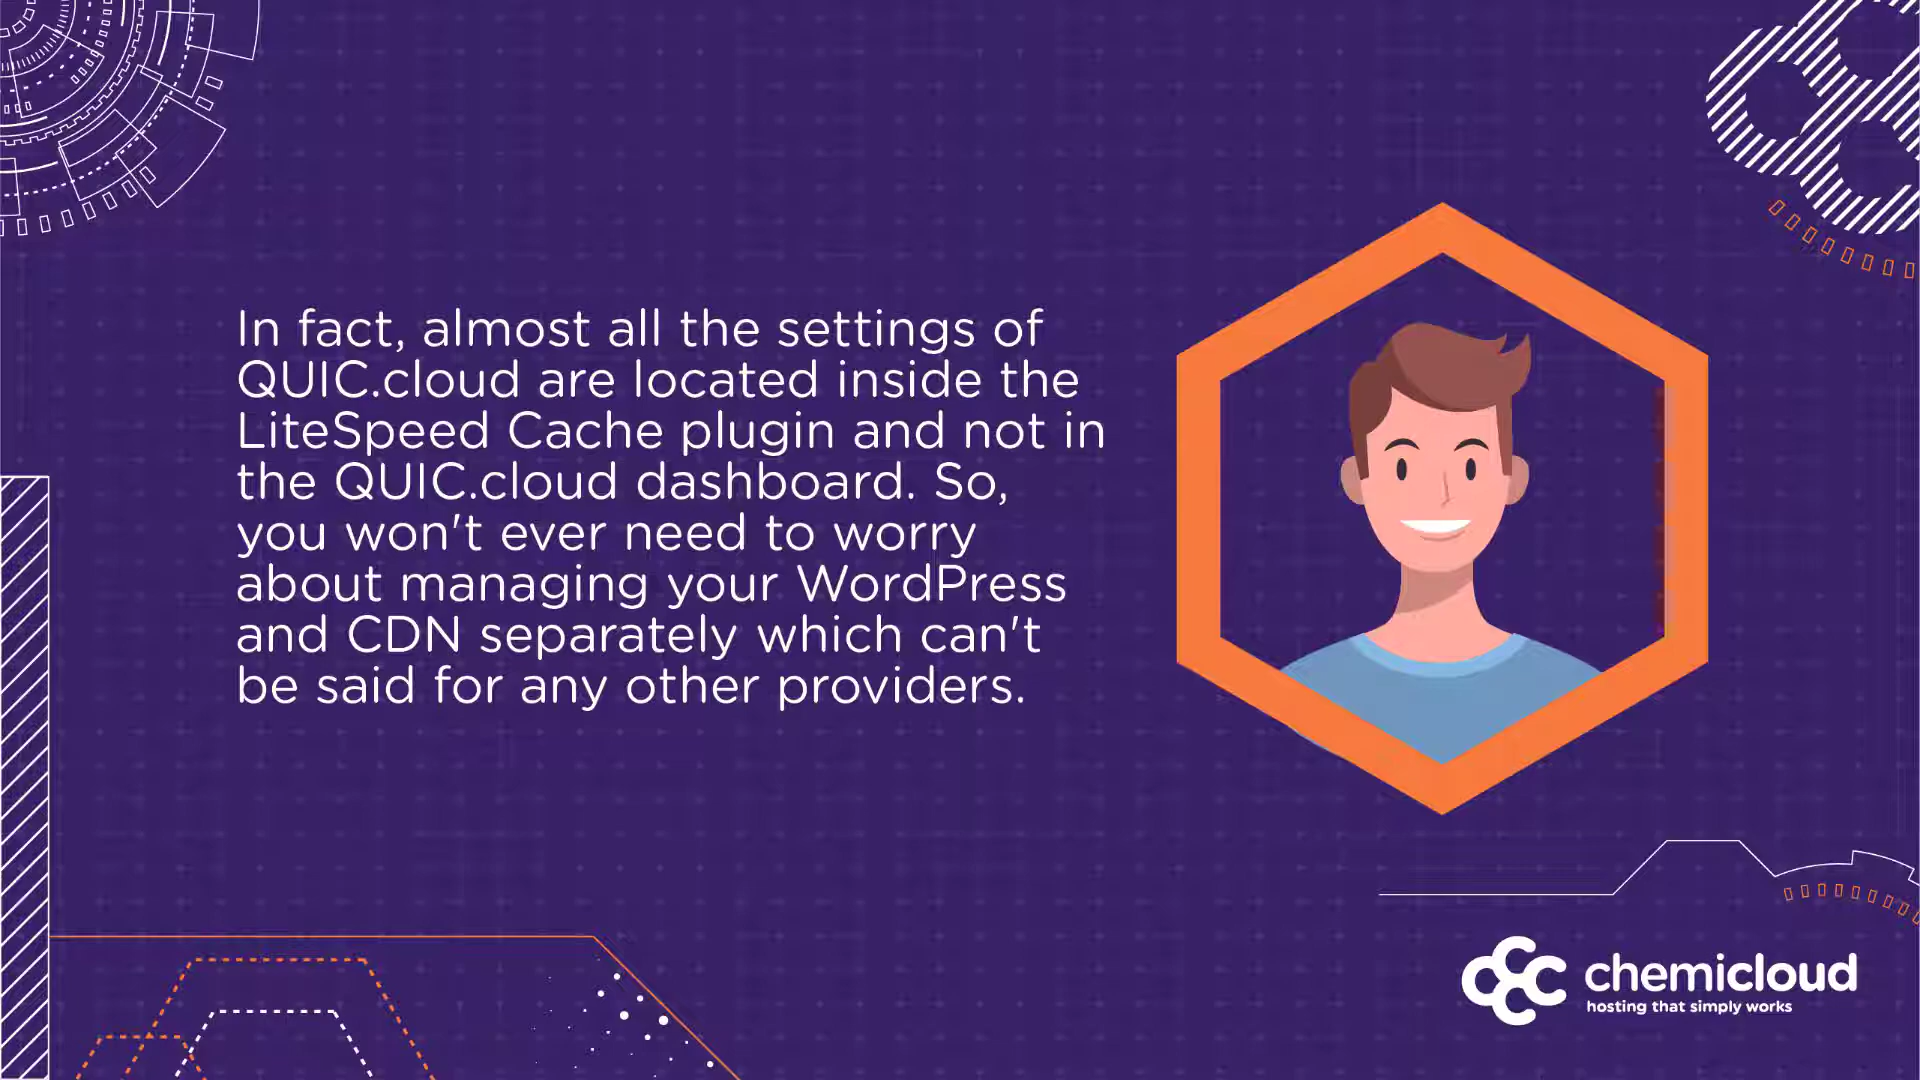 In fact, almost all the settings of
QUIC.cloud are located inside the
LiteSpeed Cache plugin and not in
the QUIC.cloud dashboard. So,
you won't ever need to worry
about managing your WordPress
and CDN separately which can't
be said for any other providers.
chemicloud
hosting that simply works